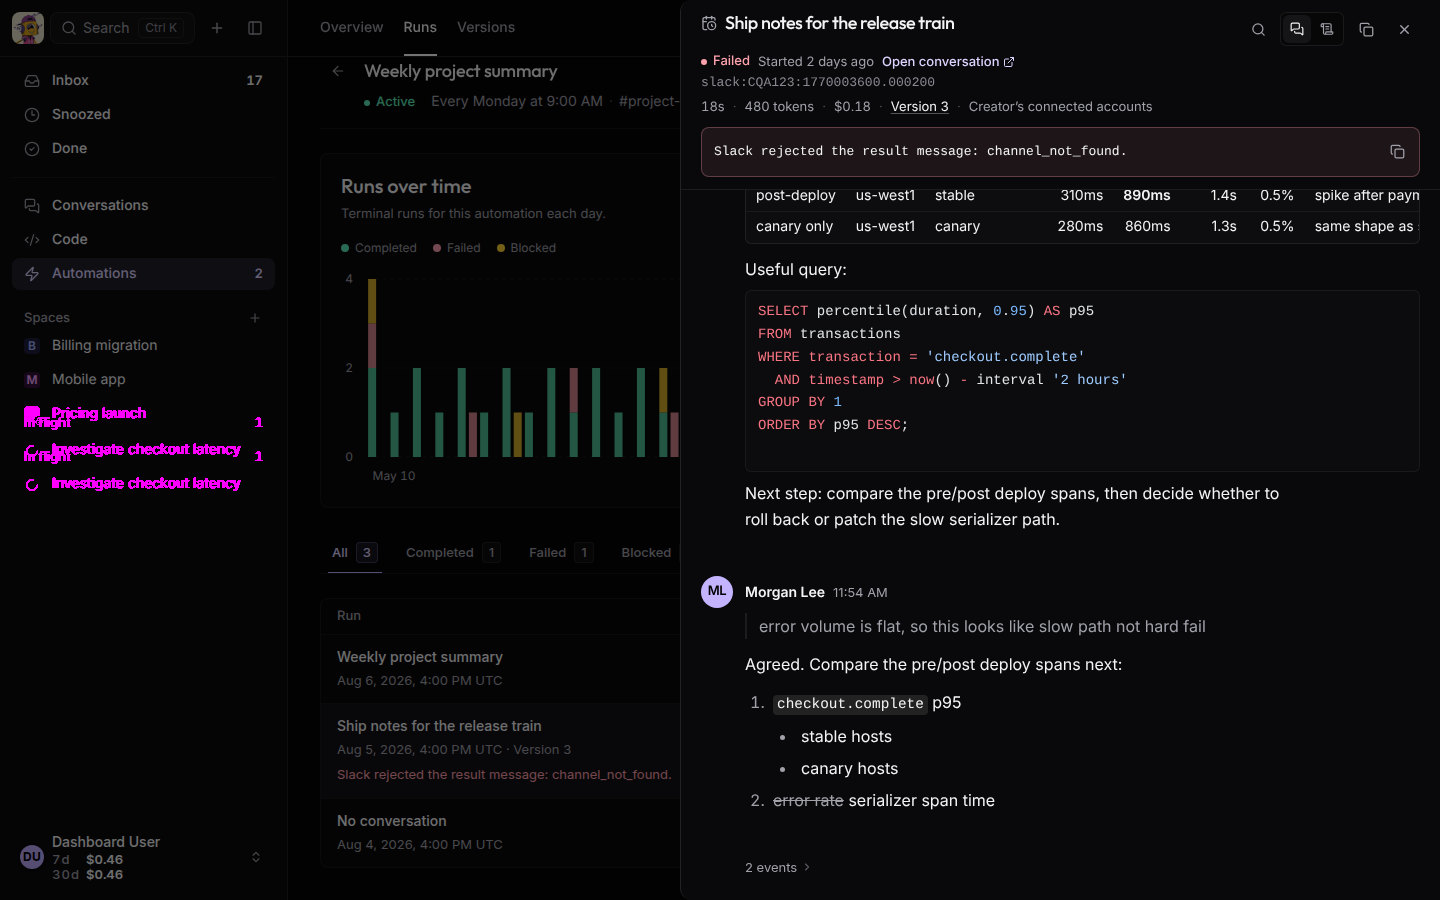 Search Ctrl K
Inbox 17
Snoozed
Done
Conversations
Code
Automations 2
Spaces
B Billing migration
M Mobile app
Pricing launch
In flight 1
Investigate checkout latency
In flight 1
Investigate checkout latency
DU Dashboard User
7d $0.46
30d $0.46
Overview Runs Versions
Weekly project summary
Active Every Monday at 9:00 AM · #project-
Runs over time
Terminal runs for this automation each day.
Completed Failed Blocked
4
2
0
May 10
All 3 Completed 1 Failed 1 Blocked
Run
Weekly project summary
Aug 6, 2026, 4:00 PM UTC
Ship notes for the release train
Aug 5, 2026, 4:00 PM UTC · Version 3
Slack rejected the result message: channel_not_found.
No conversation
Aug 4, 2026, 4:00 PM UTC
Ship notes for the release train
Failed Started 2 days ago Open conversation
slack:CQA123:1770003600.000200
18s · 480 tokens · $0.18 · Version 3 · Creator's connected accounts
Slack rejected the result message: channel_not_found.
post-deploy us-west1 stable 310ms 890ms 1.4s 0.5% spike after paym
canary only us-west1 canary 280ms 860ms 1.3s 0.5% same shape as
Useful query:
SELECT percentile(duration, 0.95) AS p95
FROM transactions
WHERE transaction = 'checkout.complete'
AND timestamp > now() - interval '2 hours'
GROUP BY 1
ORDER BY p95 DESC;
Next step: compare the pre/post deploy spans, then decide whether to
roll back or patch the slow serializer path.
ML Morgan Lee 11:54 AM
error volume is flat, so this looks like slow path not hard fail
Agreed. Compare the pre/post deploy spans next:
1. checkout.complete p95
• stable hosts
• canary hosts
2. error rate serializer span time
2 events